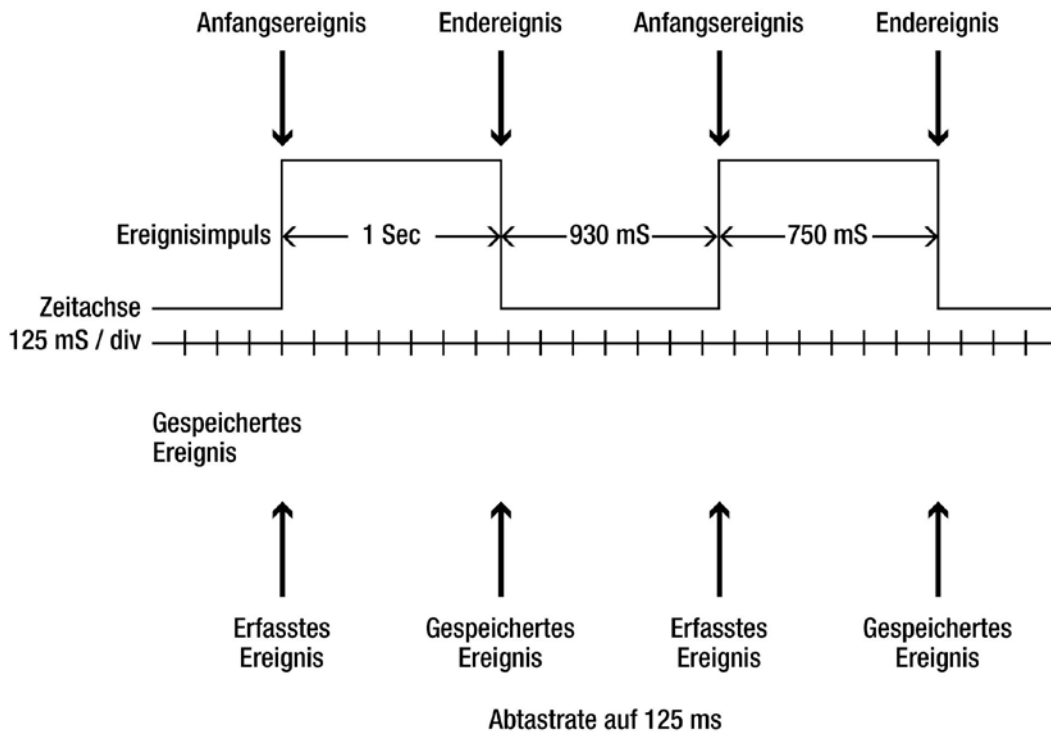 Anfangsereignis Endereignis Anfangsereignis Endereignis
Ereignisimpuls 1 Sec 930 mS 750 mS
Zeitachse
125 mS / div
Gespeichertes
Ereignis
Erfasstes Gespeichertes Erfasstes Gespeichertes
Ereignis Ereignis Ereignis Ereignis
Abtastrate auf 125 ms